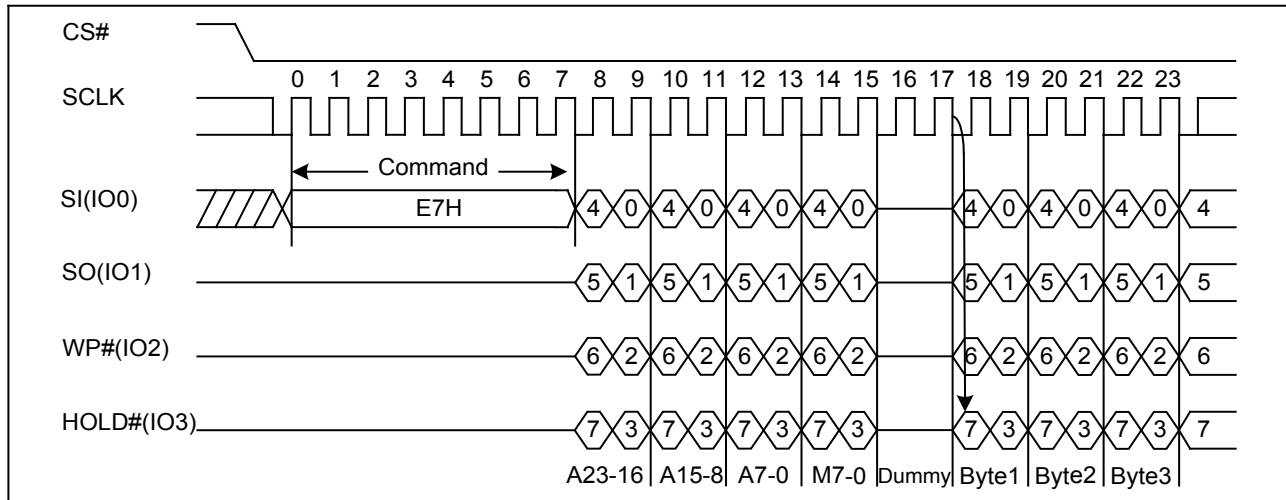 CS#
0 1 2 3 4 5 6 7 8 9 10 11 12 13 14 15 16 17 18 19 20 21 22 23
SCLK
Command
SI(IO0) E7H 4 0 4 0 4 0 4 0 4 0 4 0 4 0 4
SO(IO1) 5 1 5 1 5 1 5 1 5 1 5 1 5 1 5
WP#(IO2) 6 2 6 2 6 2 6 2 6 2 6 2 6 2 6
HOLD#(IO3) 7 3 7 3 7 3 7 3 7 3 7 3 7 3 7
A23-16 A15-8 A7-0 M7-0 Dummy Byte1 Byte2 Byte3